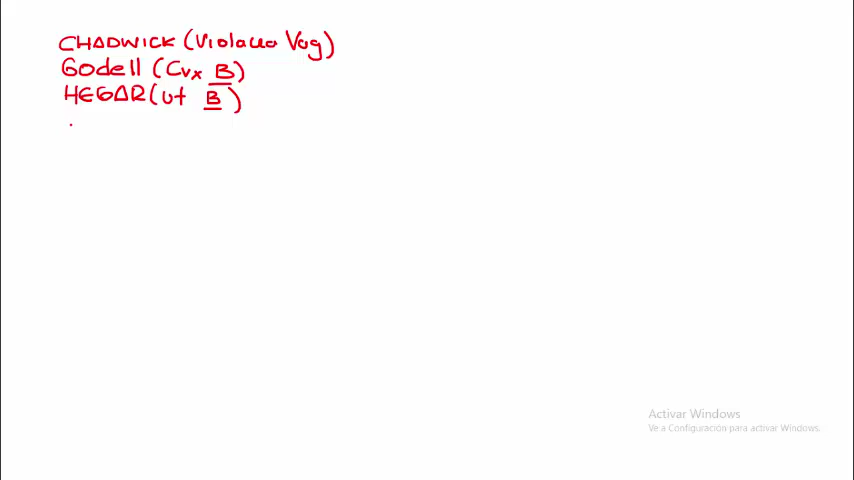 CHADWICK (Violaceo Vag)
Godell (Cvx B)
HEGAR (ut B)
Activar Windows
Ve a Configuración para activar Windows.